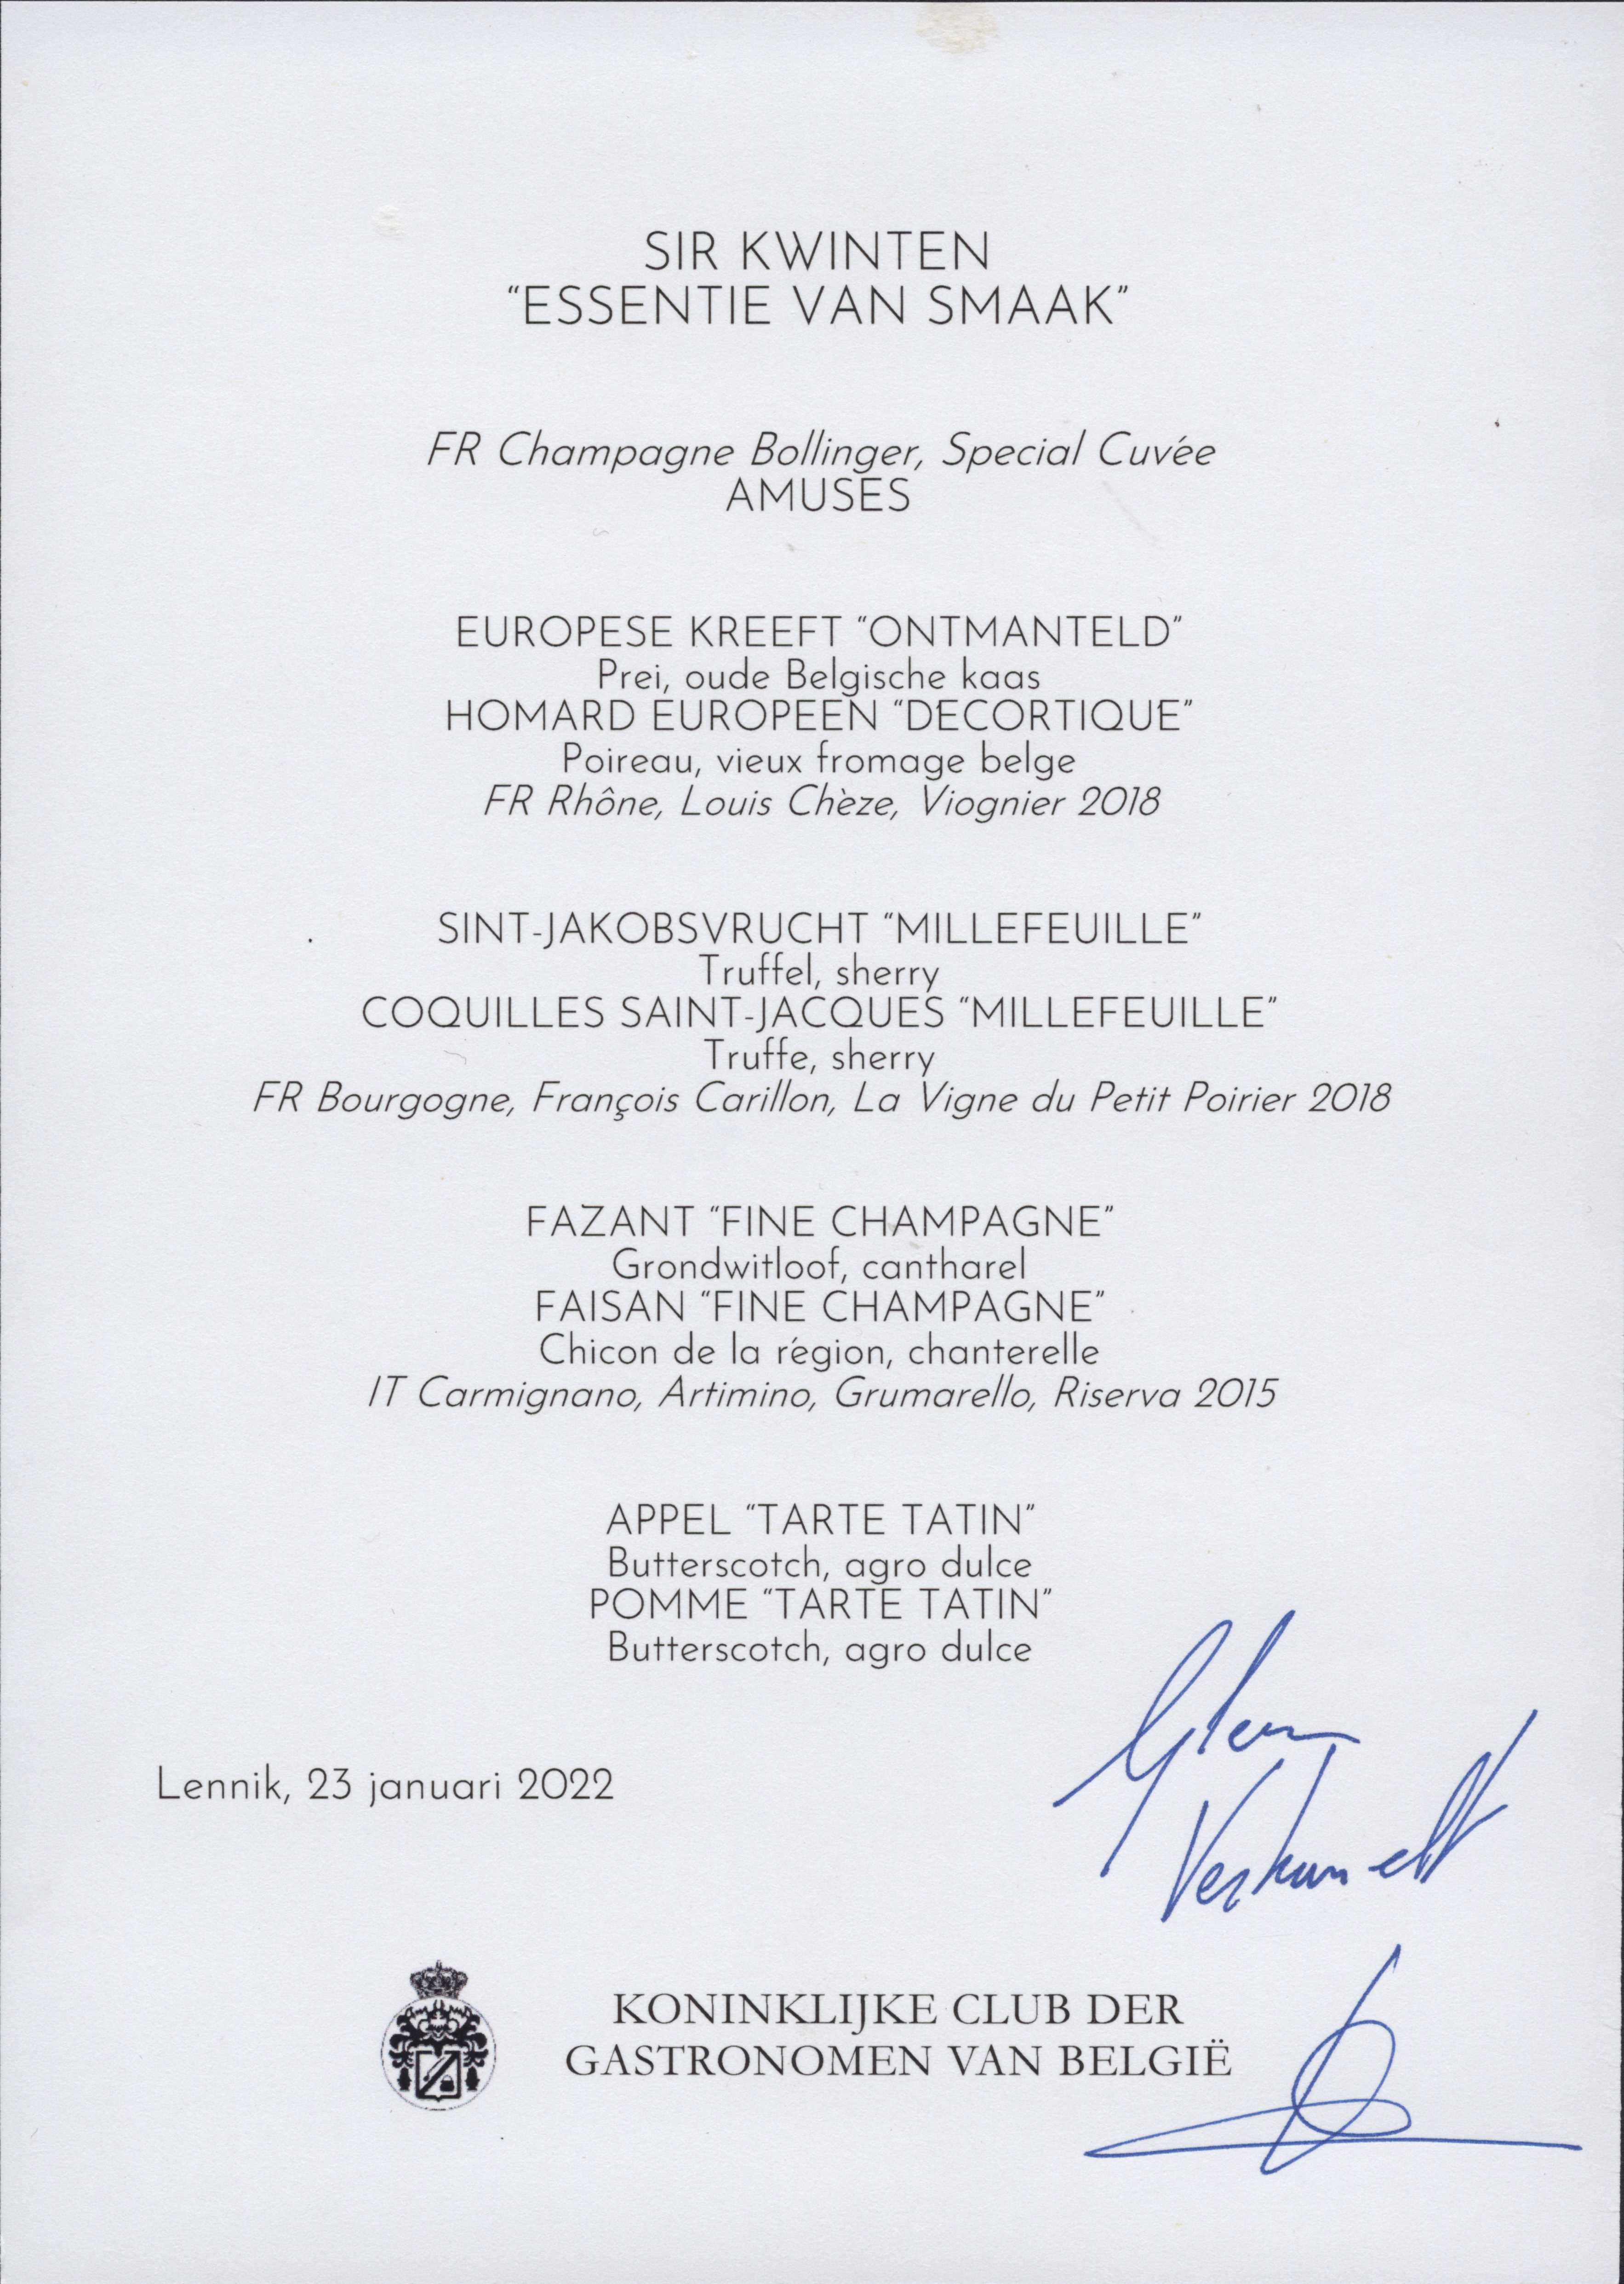 SIR KWINTEN
“ESSENTIE VAN SMAAK”
FR Champagne Bollinger, Special Cuvée
AMUSES
EUROPESE KREEFT “ONTMANTELD”
Prei, oude Belgische kaas
HOMARD EUROPEEN “DECORTIQUE”
Poireau, vieux fromage belge
FR Rhône, Louis Chèze, Viognier 2018
SINT-JAKOBSVRUCHT “MILLEFEUILLE”
Truffel, sherry
COQUILLES SAINT-JACQUES “MILLEFEUILLE”
Truffe, sherry
FR Bourgogne, François Carillon, La Vigne du Petit Poirier 2018
FAZANT “FINE CHAMPAGNE”
Grondwitloof, cantharel
FAISAN “FINE CHAMPAGNE”
Chicon de la région, chanterelle
IT Carmignano, Artimino, Grumarello, Riserva 2015
APPEL “TARTE TATIN”
Butterscotch, agro dulce
POMME “TARTE TATIN”
Butterscotch, agro dulce
Glenn
Lennik, 23 januari 2022
KONINKLIJKE CLUB DER
GASTRONOMEN VAN BELGIË